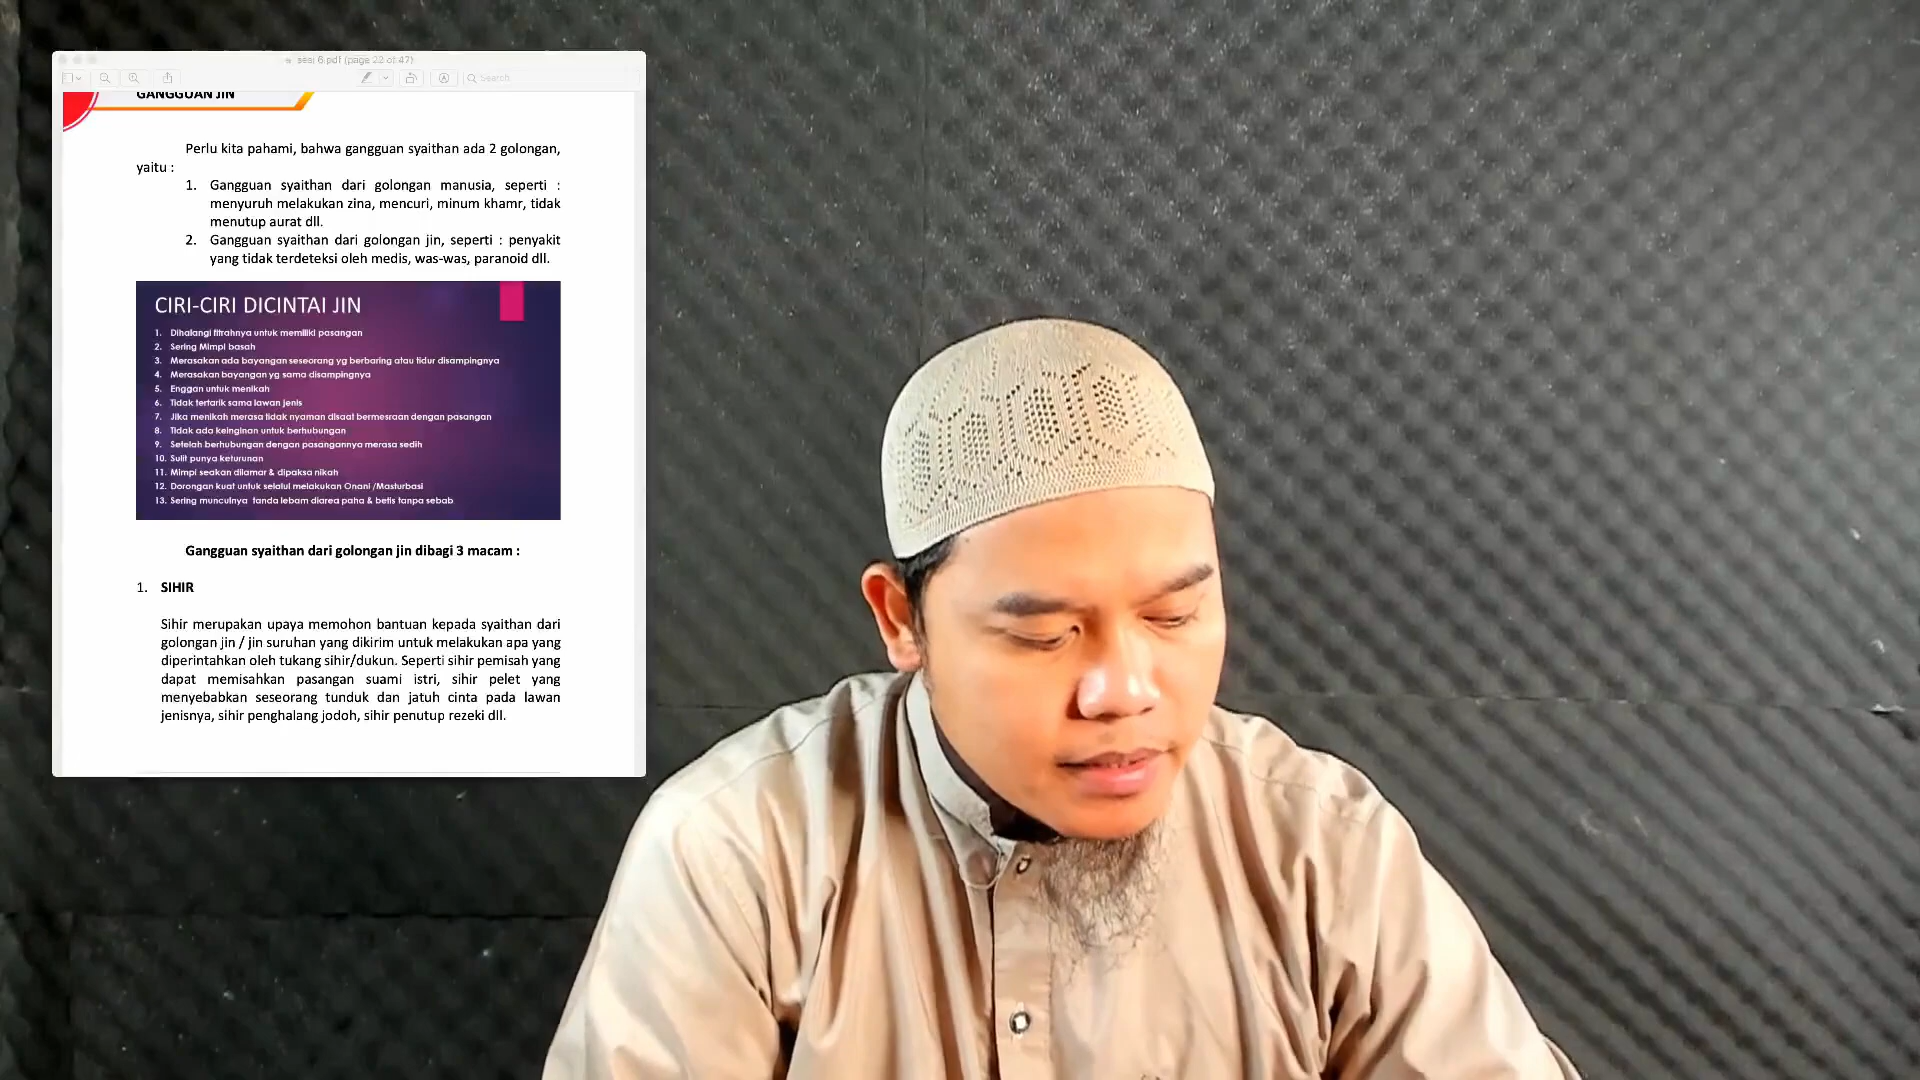 sesi 6.pdf (page 22 of 47)
Search
GANGGUAN JIN
Perlu kita pahami, bahwa gangguan syaithan ada 2 golongan,
yaitu :
1. Gangguan syaithan dari golongan manusia, seperti :
menyuruh melakukan zina, mencuri, minum khamr, tidak
menutup aurat dll.
2. Gangguan syaithan dari golongan jin, seperti : penyakit
yang tidak terdeteksi oleh medis, was-was, paranoid dll.
CIRI-CIRI DICINTAI JIN
1. Dihalangi fitrahnya untuk memiliki pasangan
2. Sering Mimpi basah
3. Merasakan ada bayangan seseorang yg berbaring atau tidur disampingnya
4. Merasakan bayangan yg sama disampingnya
5. Enggan untuk menikah
6. Tidak tertarik sama lawan jenis
7. Jika menikah merasa tidak nyaman disaat bermesraan dengan pasangan
8. Tidak ada keinginan untuk berhubungan
9. Setelah berhubungan dengan pasangannya merasa sedih
10. Sulit punya keturunan
11. Mimpi seakan dilamar & dipaksa nikah
12. Dorongan kuat untuk selalul melakukan Onani /Masturbasi
13. Sering munculnya tanda lebam diarea paha & betis tanpa sebab
Gangguan syaithan dari golongan jin dibagi 3 macam :
1. SIHIR
Sihir merupakan upaya memohon bantuan kepada syaithan dari
golongan jin / jin suruhan yang dikirim untuk melakukan apa yang
diperintahkan oleh tukang sihir/dukun. Seperti sihir pemisah yang
dapat memisahkan pasangan suami istri, sihir pelet yang
menyebabkan seseorang tunduk dan jatuh cinta pada lawan
jenisnya, sihir penghalang jodoh, sihir penutup rezeki dll.